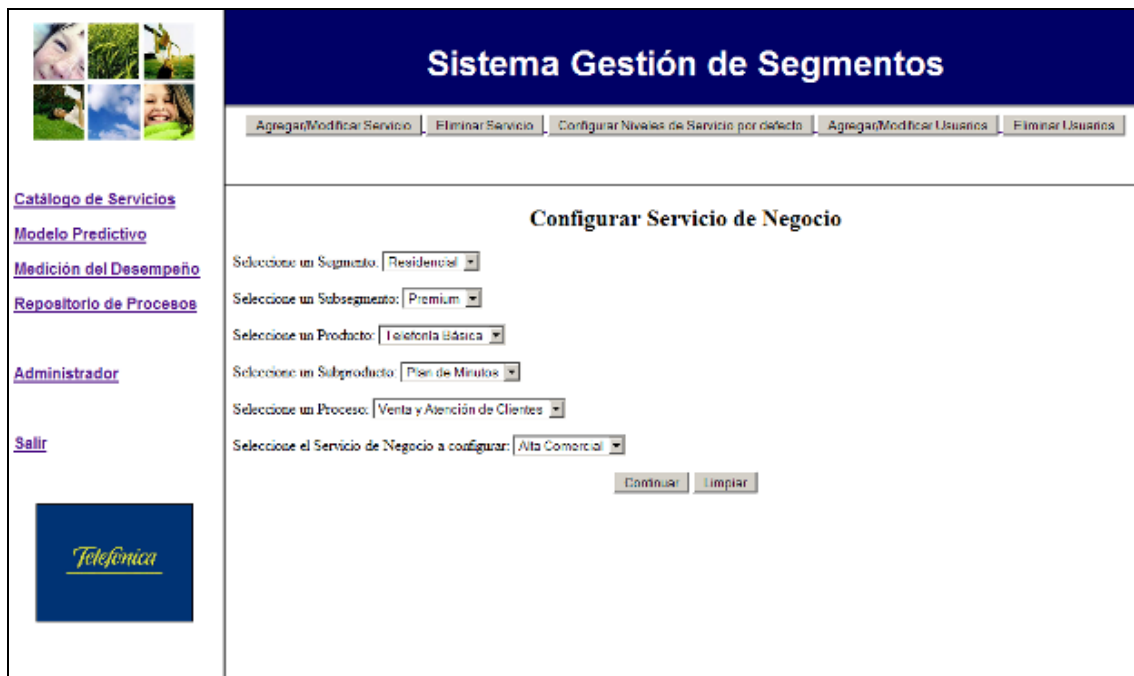 Sistema Gestión de Segmentos
Agregar/Modificar Servicio Eliminar Servicio Configurar Niveles de Servicio por defecto Agregar/Modificar Usuarios Eliminar Usuarios
Catálogo de Servicios
Modelo Predictivo
Medición del Desempeño
Repositorio de Procesos
Administrador
Salir
Telefónica
Configurar Servicio de Negocio
Seleccione un Segmento: Residencial
Seleccione un Subsegmento: Premium
Seleccione un Producto: Telefonía Básica
Seleccione un Subproducto: Plan de Minutos
Seleccione un Proceso: Venta y Atención de Clientes
Seleccione el Servicio de Negocio a configurar: Alta Comercial
Continuar Limpiar